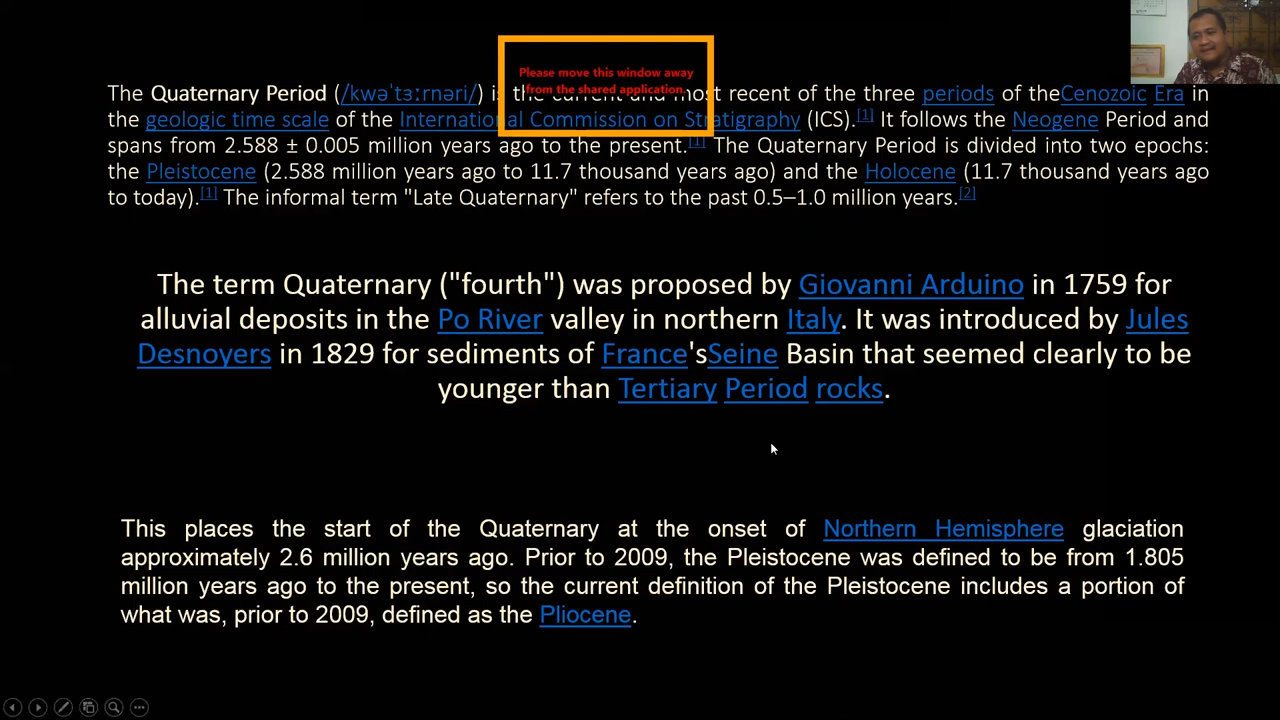 Please move this window away
from the shared application.
The Quaternary Period (/kwəˈtɜːrnəri/) is the current and most recent of the three periods of theCenozoic Era in
the geologic time scale of the International Commission on Stratigraphy (ICS).[1] It follows the Neogene Period and
spans from 2.588 ± 0.005 million years ago to the present.[1] The Quaternary Period is divided into two epochs:
the Pleistocene (2.588 million years ago to 11.7 thousand years ago) and the Holocene (11.7 thousand years ago
to today).[1] The informal term "Late Quaternary" refers to the past 0.5–1.0 million years.[2]
The term Quaternary ("fourth") was proposed by Giovanni Arduino in 1759 for
alluvial deposits in the Po River valley in northern Italy. It was introduced by Jules
Desnoyers in 1829 for sediments of France'sSeine Basin that seemed clearly to be
younger than Tertiary Period rocks.
This places the start of the Quaternary at the onset of Northern Hemisphere glaciation
approximately 2.6 million years ago. Prior to 2009, the Pleistocene was defined to be from 1.805
million years ago to the present, so the current definition of the Pleistocene includes a portion of
what was, prior to 2009, defined as the Pliocene.